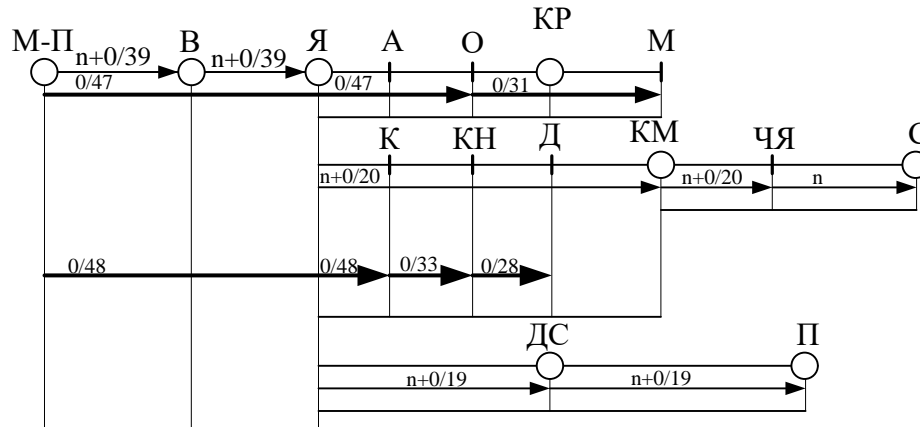 М-П В Я А О КР М
n+0/39 n+0/39
0/47 0/47 0/31
К КН Д КМ ЧЯ С
n+0/20 n+0/20 n
0/48 0/48 0/33 0/28
ДС П
n+0/19 n+0/19